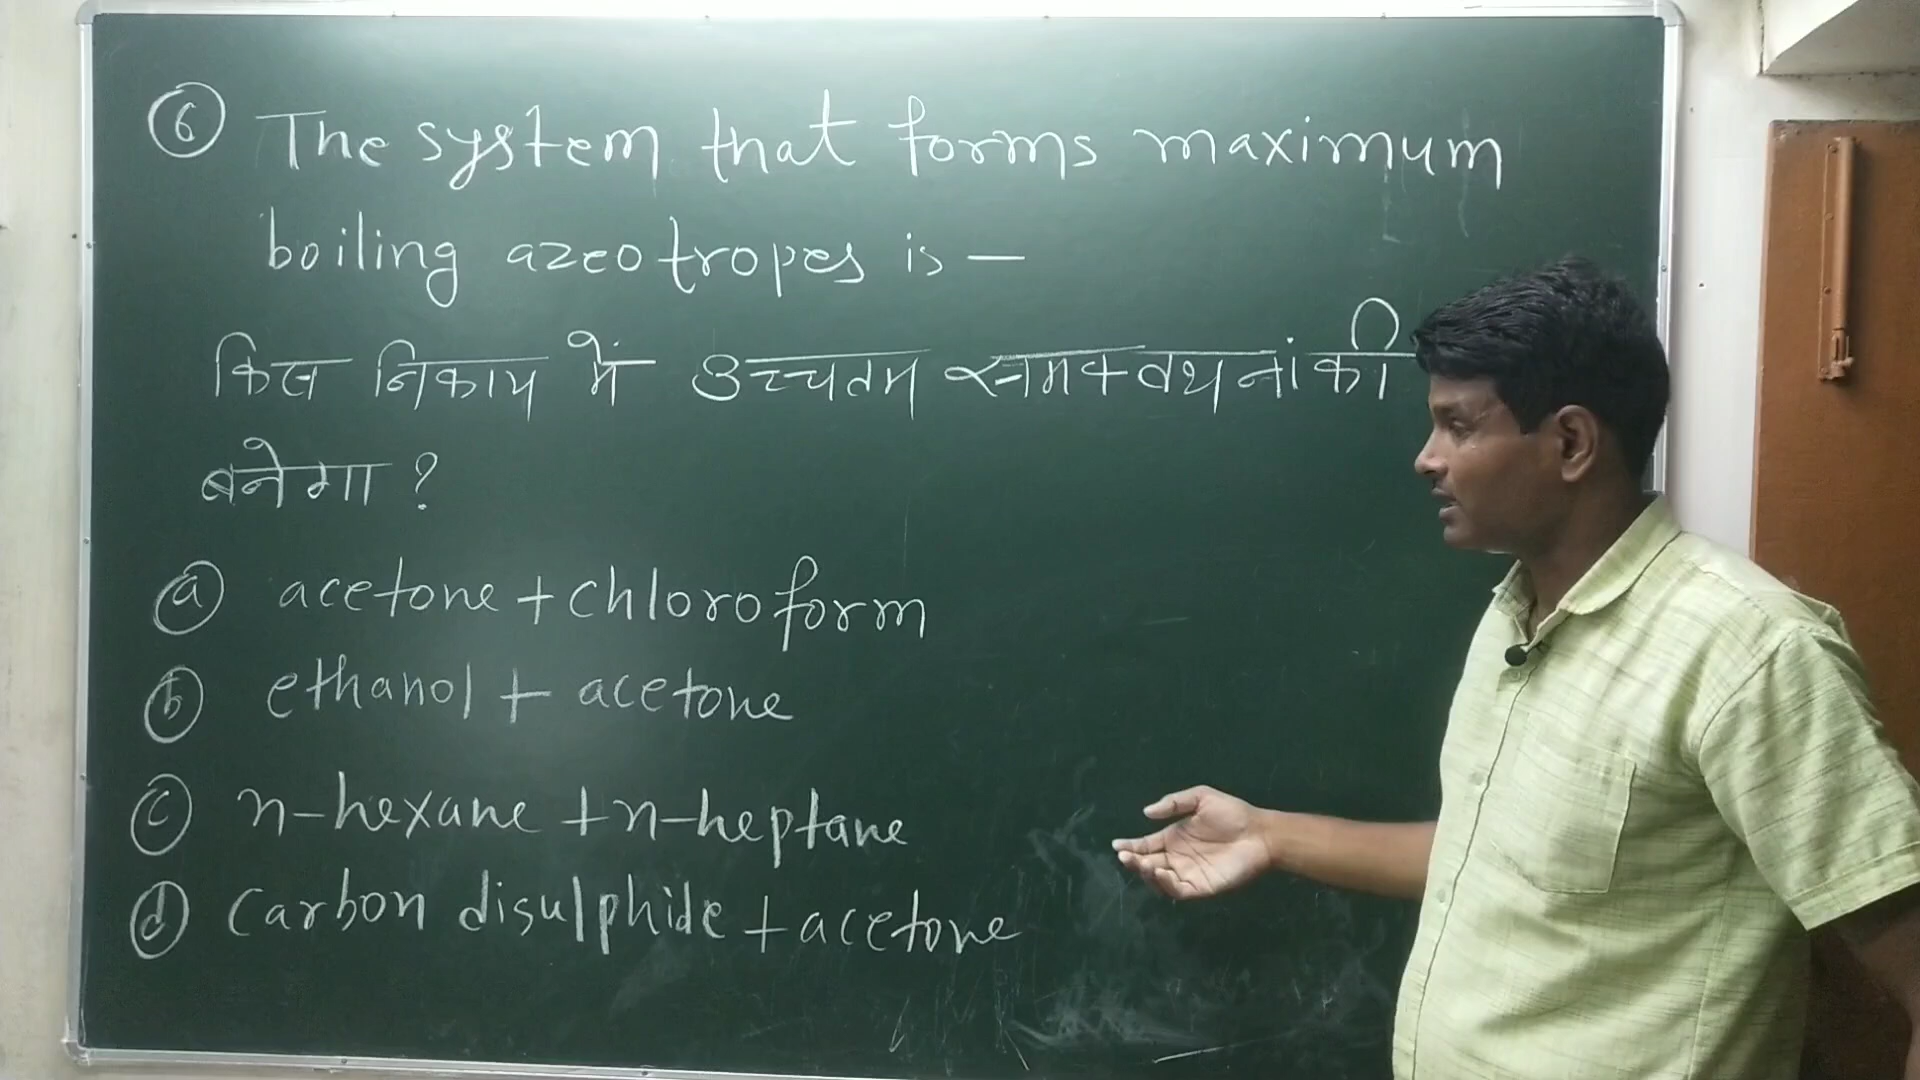 6 The system that forms maximum
boiling azeotropes is –
किस निकाय में उच्चतम समक्वथनांकी
बनेगा ?
a acetone + chloroform
b ethanol + acetone
c n-hexane + n-heptane
d carbon disulphide + acetone